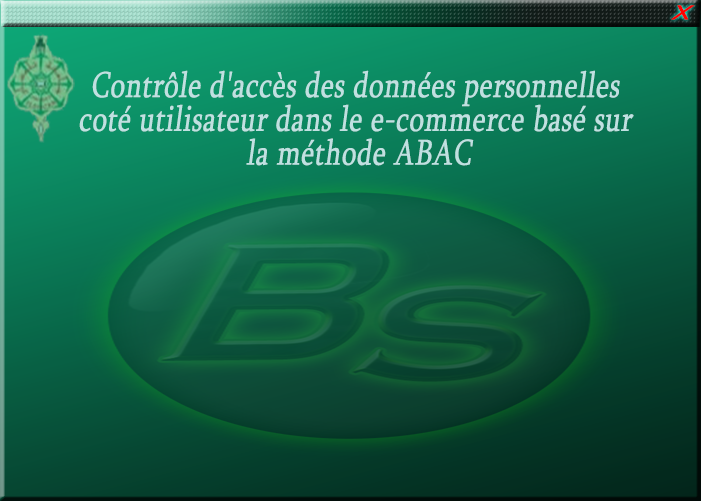 Contrôle d'accès des données personnelles
coté utilisateur dans le e-commerce basé sur
la méthode ABAC
Bs